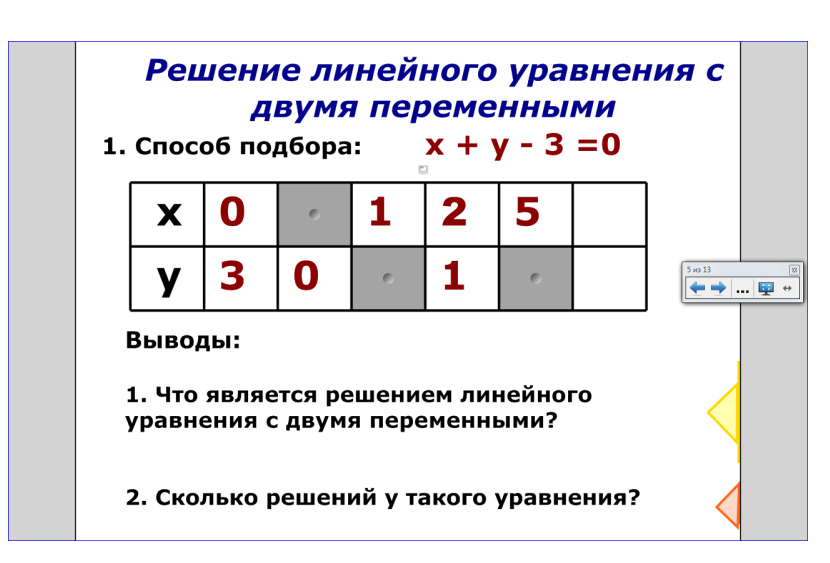 Решение линейного уравнения с
двумя переменными
1. Способ подбора: х + у - 3 =0
х 0 1 2 5
у 3 0 1
5 из 13
Выводы:
1. Что является решением линейного
уравнения с двумя переменными?
2. Сколько решений у такого уравнения?